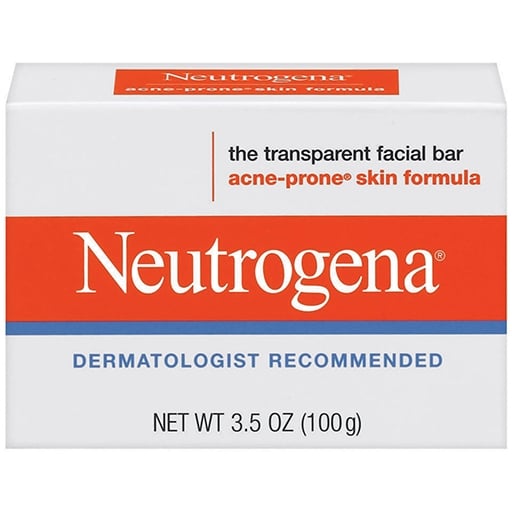 Neutrogena®
acne-prone® skin formula
the transparent facial bar
acne-prone® skin formula
Neutrogena®
DERMATOLOGIST RECOMMENDED
NET WT 3.5 OZ (100g)